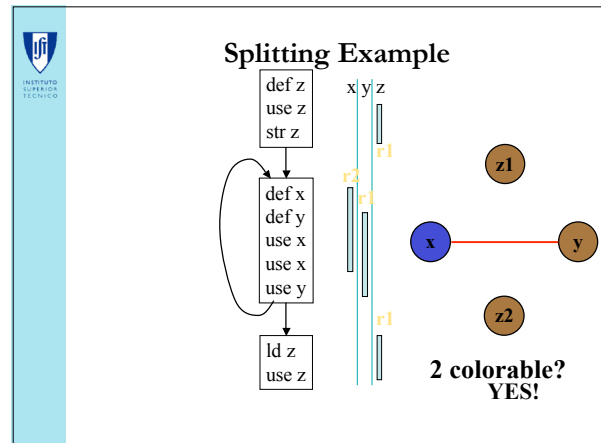 INSTITUTO
SUPERIOR
TÉCNICO
Splitting Example
def z
use z
str z
x y z
r1
z1
r2
r1
def x
def y
use x
use x
use y
x
y
r1
z2
ld z
use z
2 colorable?
YES!